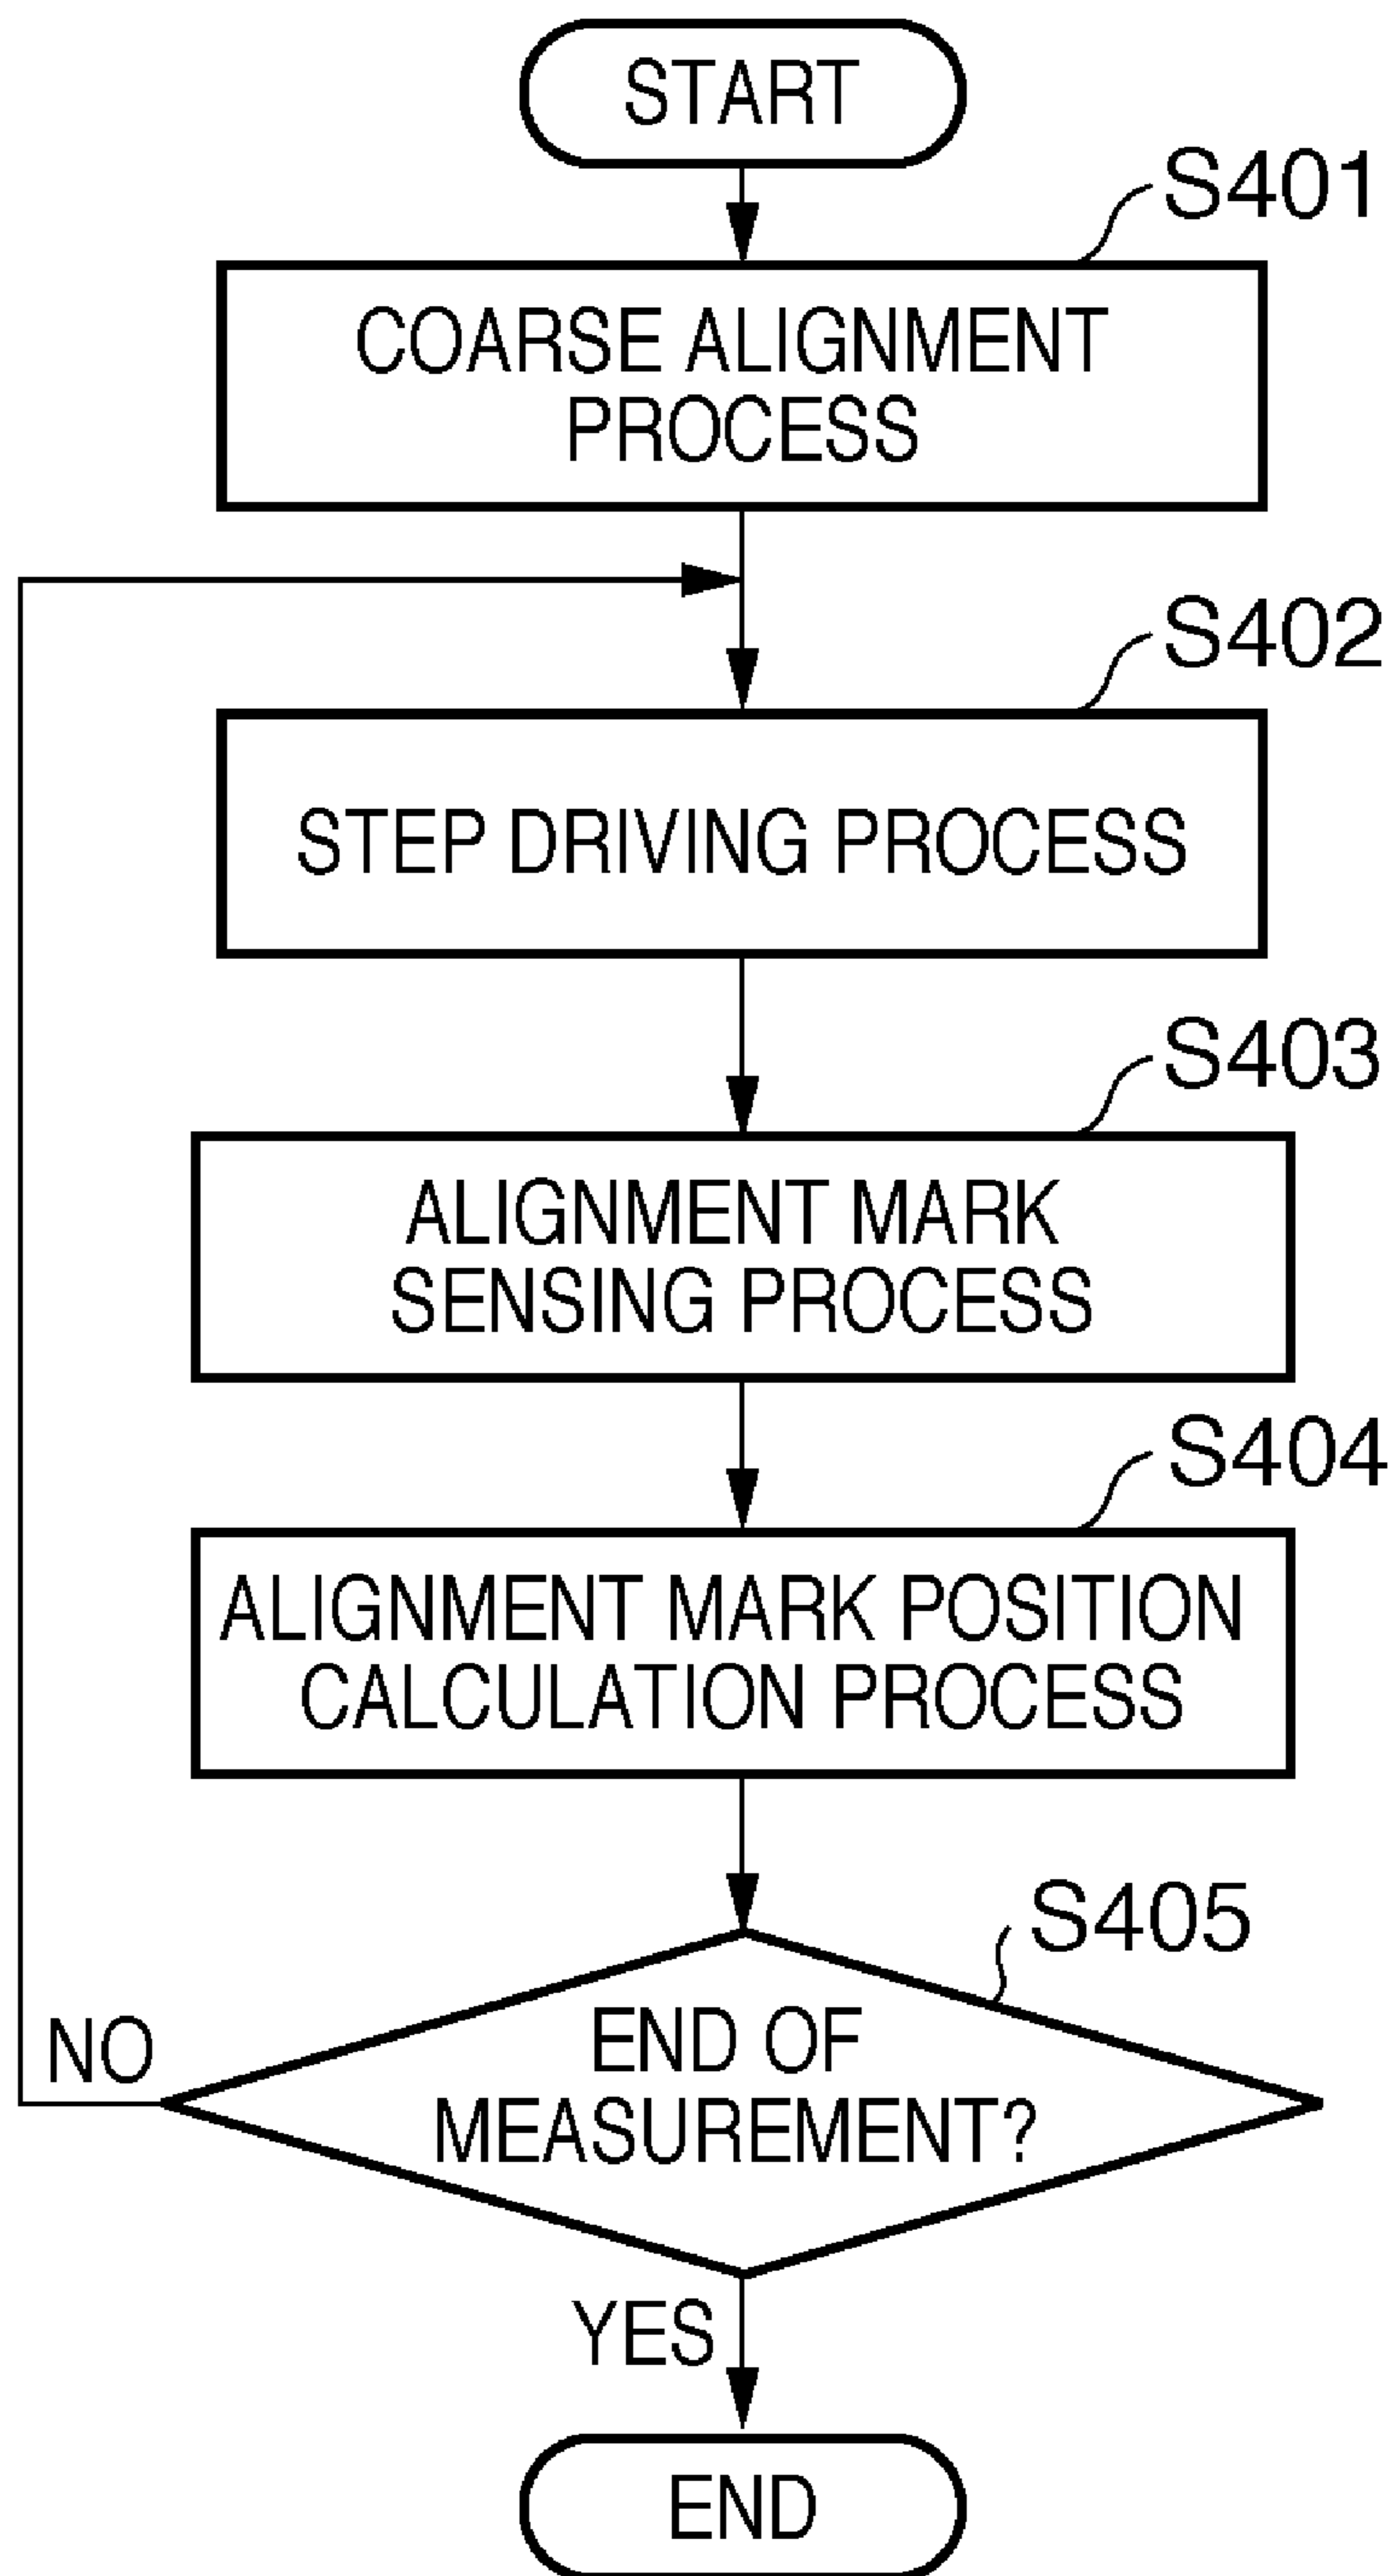 START
S401
COARSE ALIGNMENT
PROCESS
S402
STEP DRIVING PROCESS
S403
ALIGNMENT MARK
SENSING PROCESS
S404
ALIGNMENT MARK POSITION
CALCULATION PROCESS
S405
END OF
MEASUREMENT?
NO
YES
END